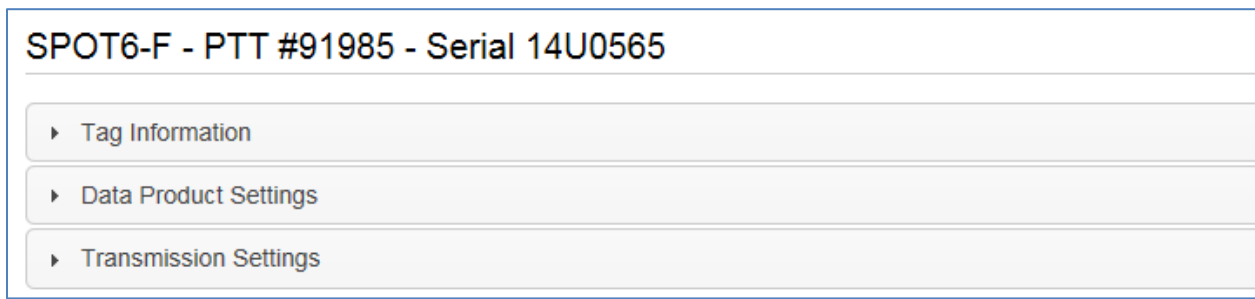 SPOT6-F - PTT #91985 - Serial 14U0565
Tag Information
Data Product Settings
Transmission Settings